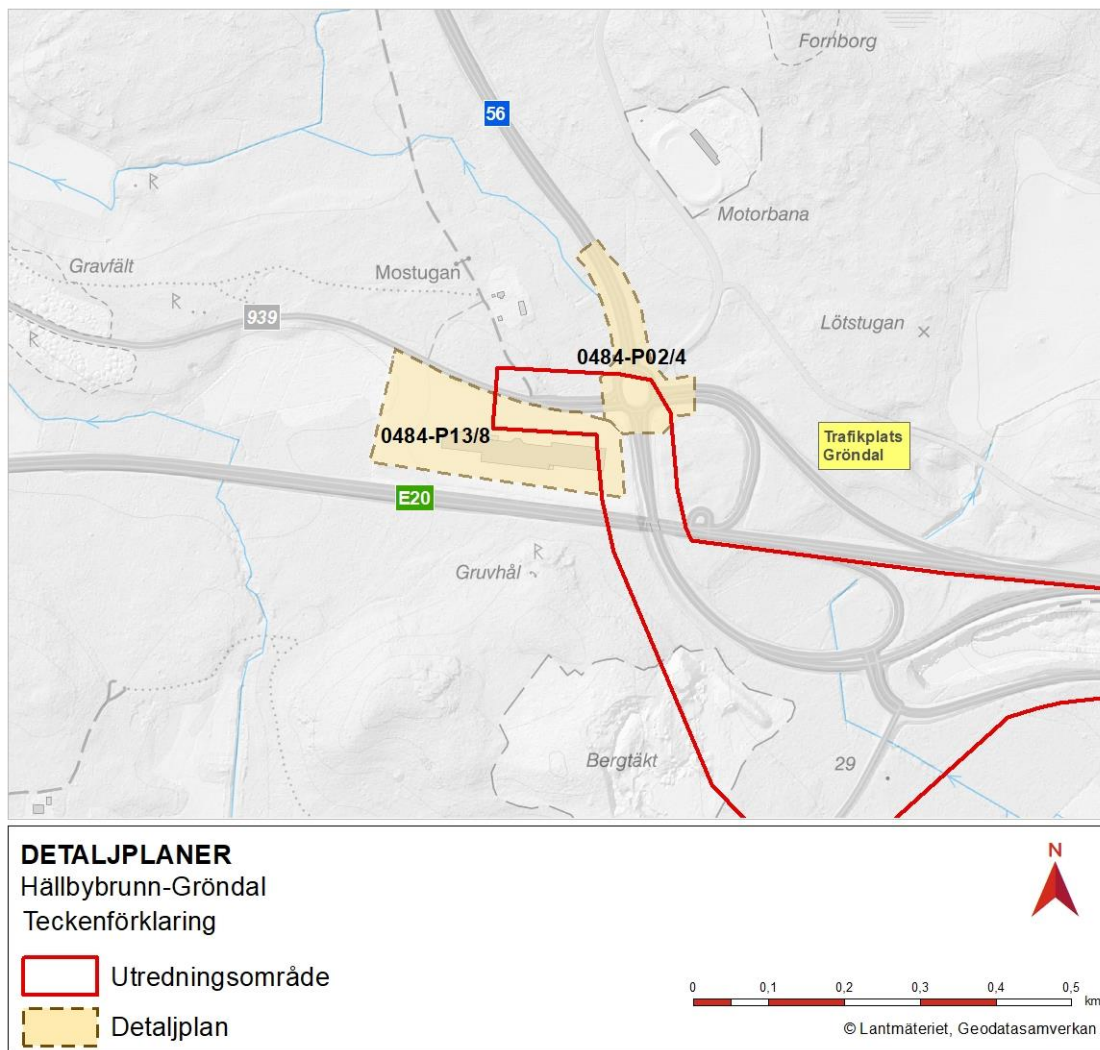 Fornborg
56
Motorbana
Gravfält
Mostugan
R
R
R
939
Lötstugan
0484-P02/4
0484-P13/8
Trafikplats
Gröndal
E20
R
Gruvhål
Bergtäkt
29
DETALJPLANER
Hällbybrunn-Gröndal
Teckenförklaring
Utredningsområde
Detaljplan
N
0 0,1 0,2 0,3 0,4 0,5
km
© Lantmäteriet, Geodatasamverkan